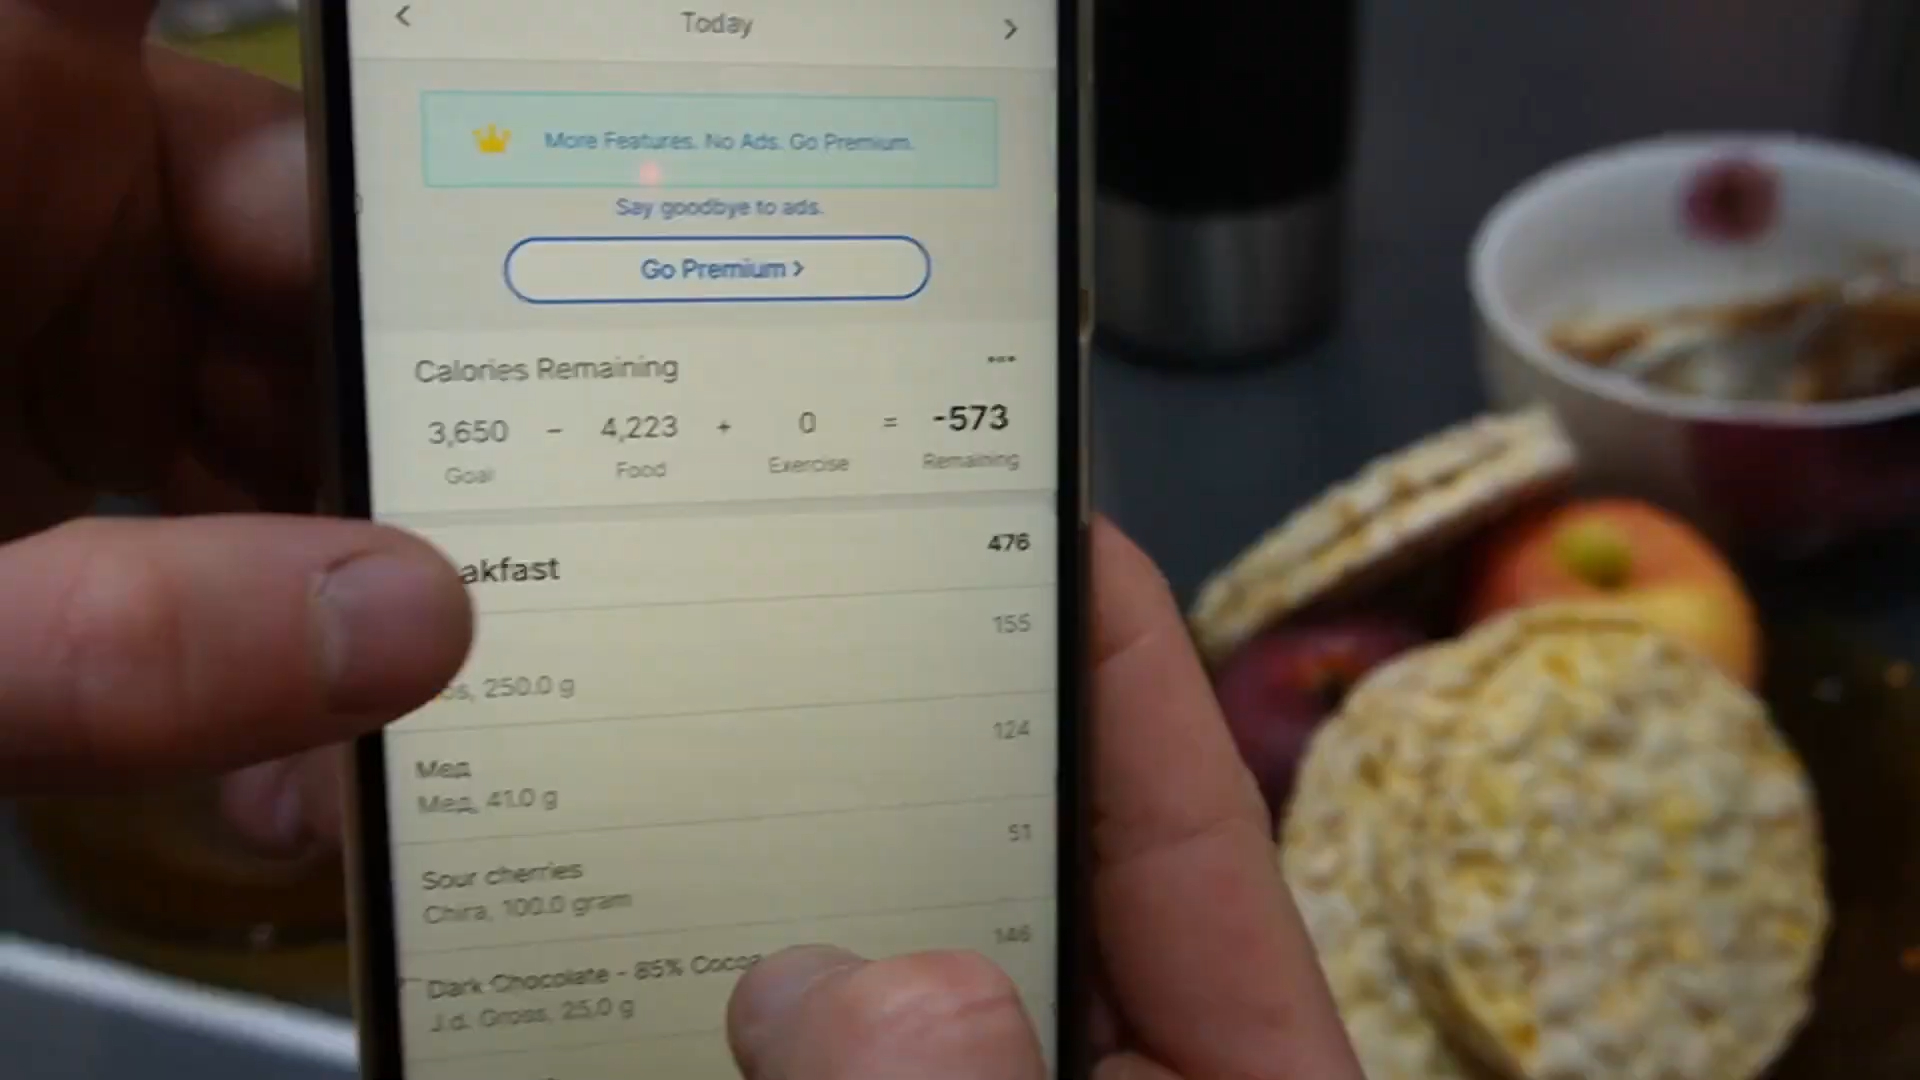 Today
More Features. No Ads. Go Premium.
Say goodbye to ads.
Go Premium >
Calories Remaining
3,650 - 4,223 + 0 = -573
Goal Food Exercise Remaining
akfast 476
155
250.0 g
Мед 124
Мед, 41.0 g
Sour cherries 51
Chira, 100.0 gram
Dark Chocolate - 85% Cocoa 146
J.d. Gross, 25.0 g